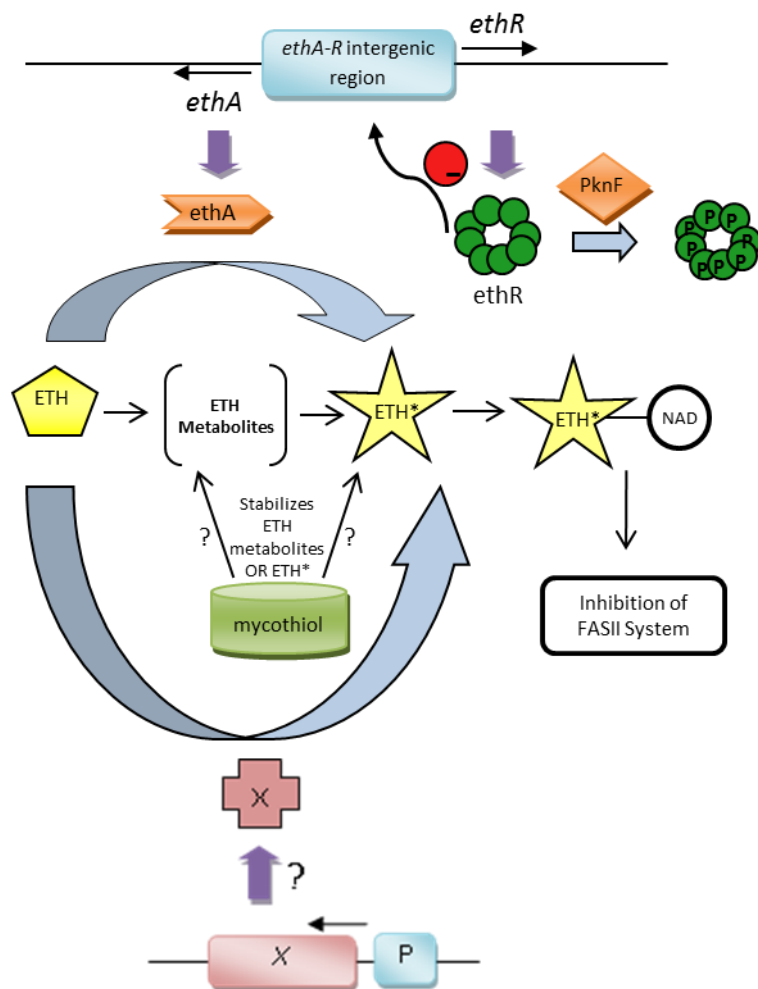 ethR
ethA-R intergenic
region
ethA
-
PknF
ethA
ethR
P
P
P
P
P
P
P
P
ETH
ETH
Metabolites
ETH*
ETH*
NAD
Stabilizes
ETH
metabolites
OR ETH*
?
?
mycothiol
Inhibition of
FASII System
X
?
X
P